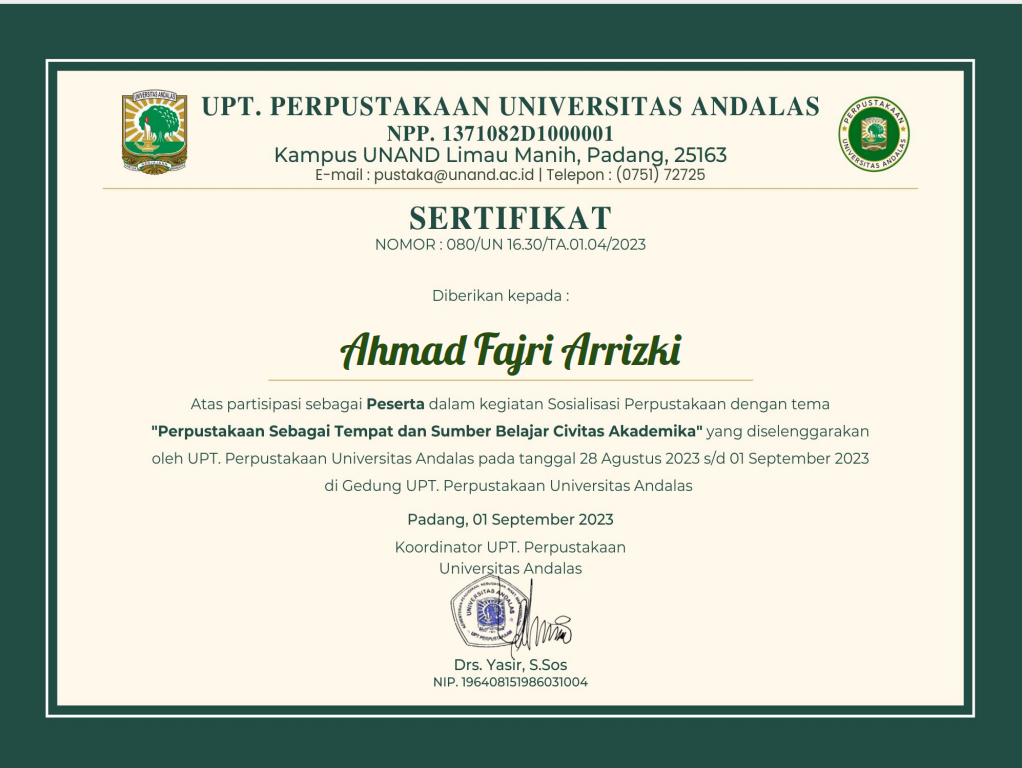 UNIVERSITAS ANDALAS
UPT. PERPUSTAKAAN UNIVERSITAS ANDALAS
NPP. 1371082D1000001
Kampus UNAND Limau Manih, Padang, 25163
E-mail : pustaka@unand.ac.id | Telepon : (0751) 72725
PERPUSTAKAAN
UNIVERSITAS ANDALAS
SERTIFIKAT
NOMOR : 080/UN 16.30/TA.01.04/2023
Diberikan kepada :
Ahmad Fajri Arrizki
Atas partisipasi sebagai Peserta dalam kegiatan Sosialisasi Perpustakaan dengan tema
"Perpustakaan Sebagai Tempat dan Sumber Belajar Civitas Akademika" yang diselenggarakan
oleh UPT. Perpustakaan Universitas Andalas pada tanggal 28 Agustus 2023 s/d 01 September 2023
di Gedung UPT. Perpustakaan Universitas Andalas
Padang, 01 September 2023
Koordinator UPT. Perpustakaan
Universitas Andalas
UNIVERSITAS ANDALAS
UPT PERPUSTAKAAN
Drs. Yasir, S.Sos
NIP. 196408151986031004